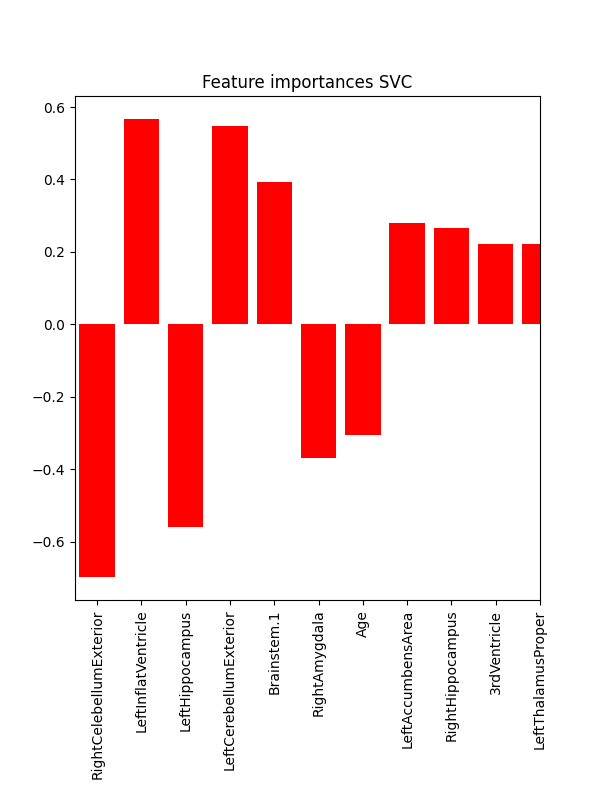 Feature importances SVC
0.6
0.4
0.2
0.0
−0.2
−0.4
−0.6
RightCelebellumExterior
LeftInflatVentricle
LeftHippocampus
LeftCerebellumExterior
Brainstem.1
RightAmygdala
Age
LeftAccumbensArea
RightHippocampus
3rdVentricle
LeftThalamusProper